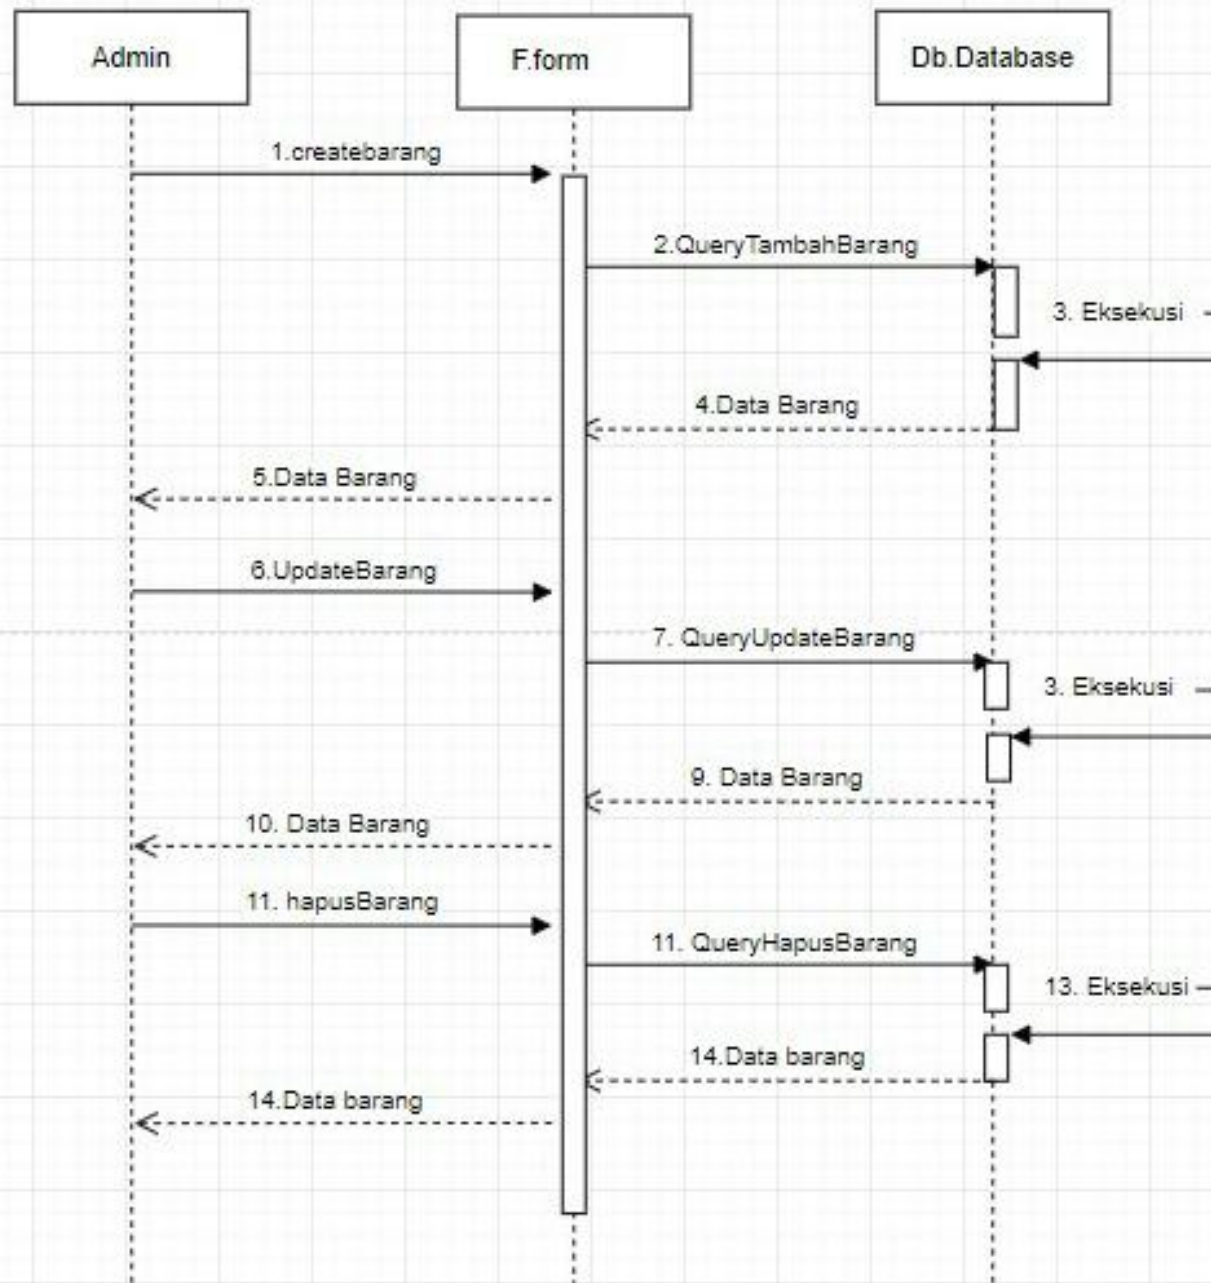 Admin
F.form
Db.Database
1.createbarang
2.QueryTambahBarang
3. Eksekusi
4.Data Barang
5.Data Barang
6.UpdateBarang
7. QueryUpdateBarang
3. Eksekusi
9. Data Barang
10. Data Barang
11. hapusBarang
11. QueryHapusBarang
13. Eksekusi
14.Data barang
14.Data barang